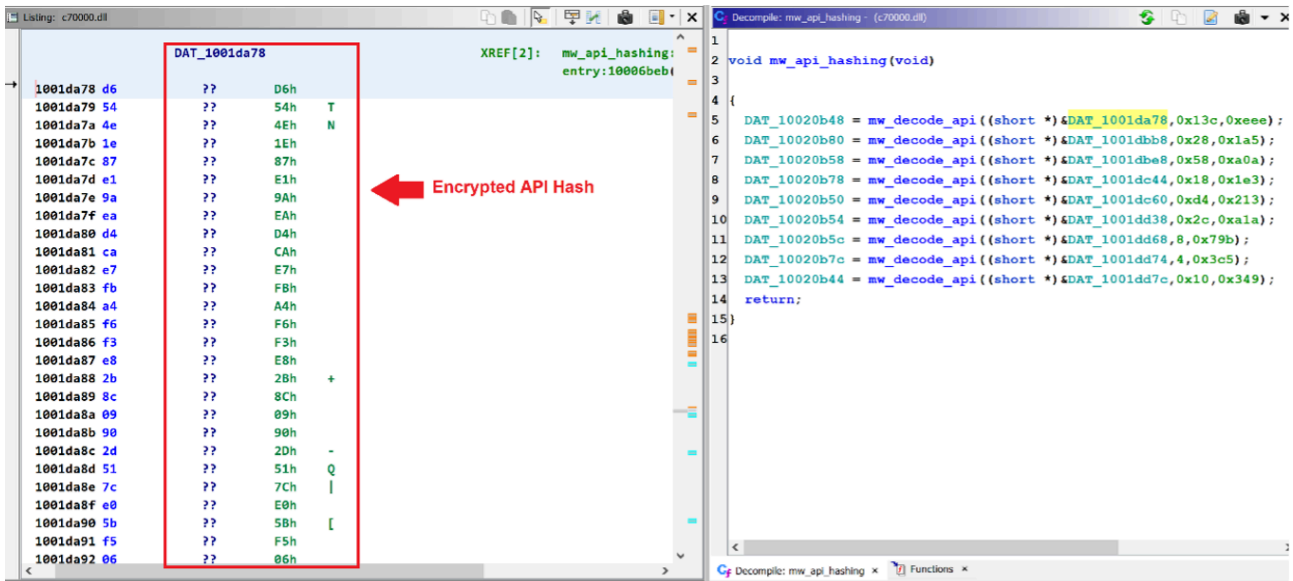 Listing: c70000.dll
DAT_1001da78 XREF[2]: mw_api_hashing:
entry:10006beb(
1001da78 d6 ?? D6h
1001da79 54 ?? 54h T
1001da7a 4e ?? 4Eh N
1001da7b 1e ?? 1Eh
1001da7c 87 ?? 87h
1001da7d e1 ?? E1h
1001da7e 9a ?? 9Ah
1001da7f ea ?? EAh
1001da80 d4 ?? D4h
1001da81 ca ?? CAh
1001da82 e7 ?? E7h
1001da83 fb ?? FBh
1001da84 a4 ?? A4h
1001da85 f6 ?? F6h
1001da86 f3 ?? F3h
1001da87 e8 ?? E8h
1001da88 2b ?? 2Bh +
1001da89 8c ?? 8Ch
1001da8a 09 ?? 09h
1001da8b 90 ?? 90h
1001da8c 2d ?? 2Dh -
1001da8d 51 ?? 51h Q
1001da8e 7c ?? 7Ch |
1001da8f e0 ?? E0h
1001da90 5b ?? 5Bh [
1001da91 f5 ?? F5h
1001da92 06 ?? 06h
Encrypted API Hash
Decompile: mw_api_hashing - (c70000.dll)
1
2 void mw_api_hashing(void)
3
4 {
5 DAT_10020b48 = mw_decode_api((short *)&DAT_1001da78,0x13c,0xeee);
6 DAT_10020b80 = mw_decode_api((short *)&DAT_1001dbb8,0x28,0x1a5);
7 DAT_10020b58 = mw_decode_api((short *)&DAT_1001dbe8,0x58,0xa0a);
8 DAT_10020b78 = mw_decode_api((short *)&DAT_1001dc44,0x18,0x1e3);
9 DAT_10020b50 = mw_decode_api((short *)&DAT_1001dc60,0xd4,0x213);
10 DAT_10020b54 = mw_decode_api((short *)&DAT_1001dd38,0x2c,0xa1a);
11 DAT_10020b5c = mw_decode_api((short *)&DAT_1001dd68,8,0x79b);
12 DAT_10020b7c = mw_decode_api((short *)&DAT_1001dd74,4,0x3c5);
13 DAT_10020b44 = mw_decode_api((short *)&DAT_1001dd7c,0x10,0x349);
14 return;
15 }
16
Decompile: mw_api_hashing × Functions ×